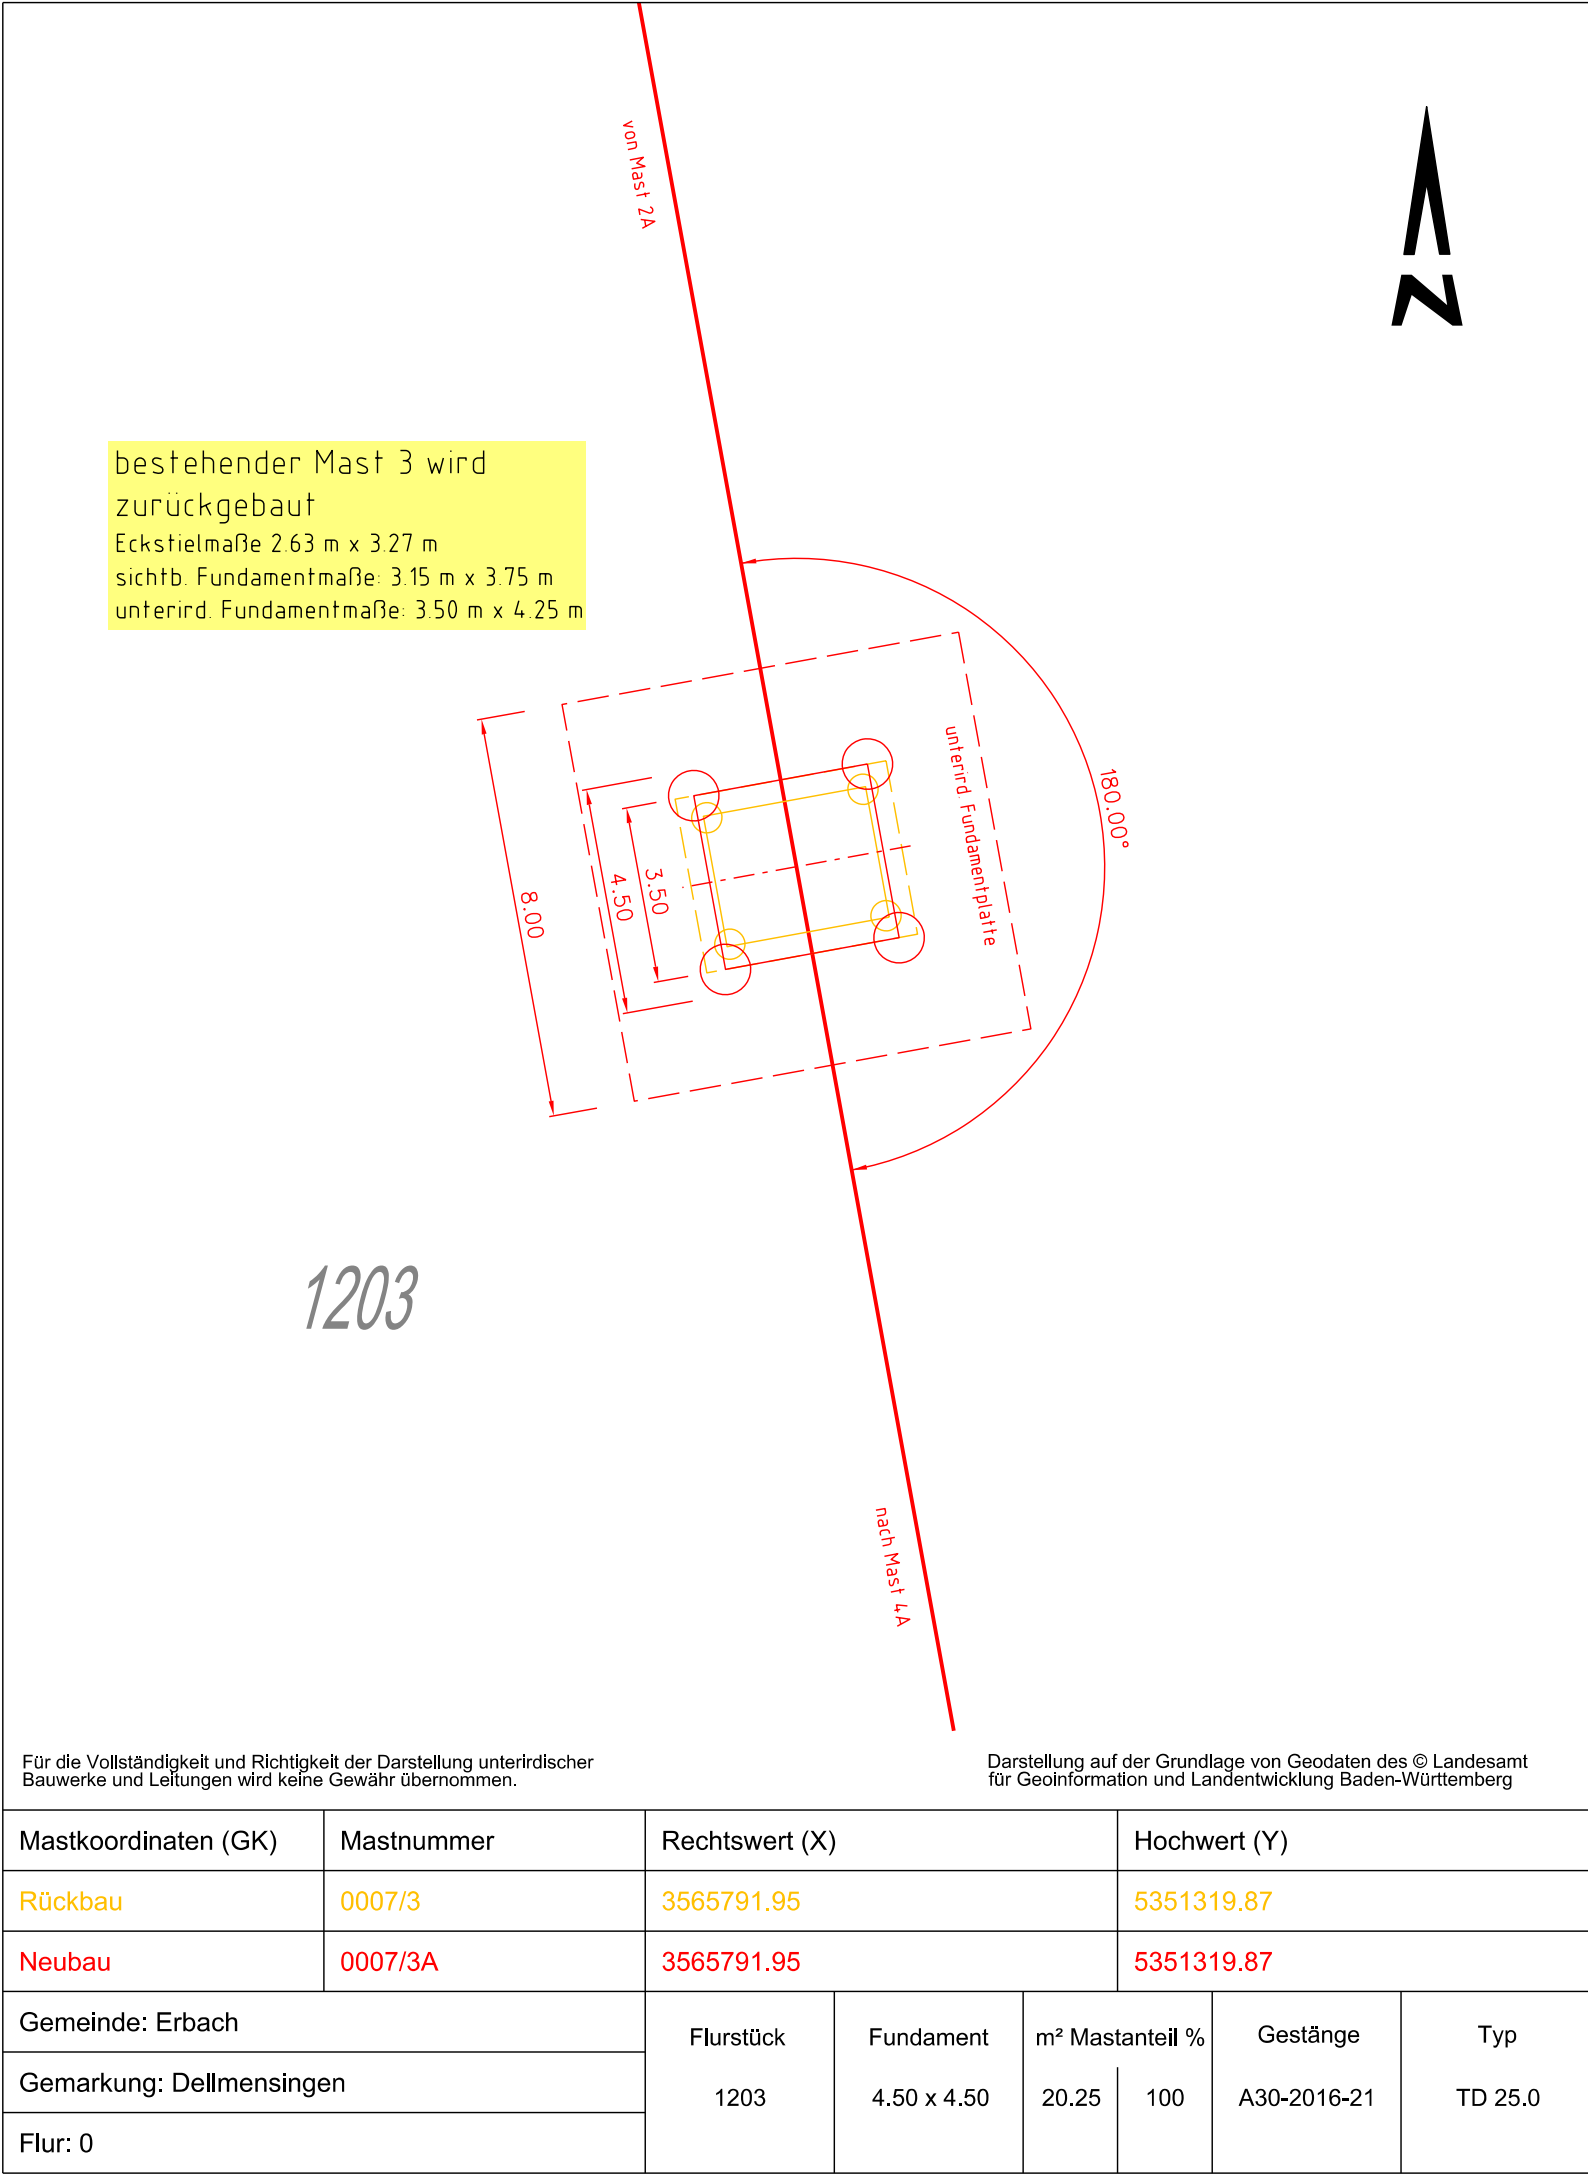 von Mast 2A
N
bestehender Mast 3 wird
zurückgebaut
Eckstielmaße 2.63 m x 3.27 m
sichtb. Fundamentmaße: 3.15 m x 3.75 m
unterird. Fundamentmaße: 3.50 m x 4.25 m
unterird. Fundamentplatte
180.00°
8.00
4.50
3.50
1203
nach Mast 4A
Für die Vollständigkeit und Richtigkeit der Darstellung unterirdischer
Bauwerke und Leitungen wird keine Gewähr übernommen.
Darstellung auf der Grundlage von Geodaten des © Landesamt
für Geoinformation und Landentwicklung Baden-Württemberg
Mastkoordinaten (GK) Mastnummer Rechtswert (X) Hochwert (Y)
Rückbau 0007/3 3565791.95 5351319.87
Neubau 0007/3A 3565791.95 5351319.87
Gemeinde: Erbach
Gemarkung: Dellmensingen
Flur: 0
Flurstück Fundament m² Mastanteil % Gestänge Typ
1203 4.50 x 4.50 20.25 100 A30-2016-21 TD 25.0